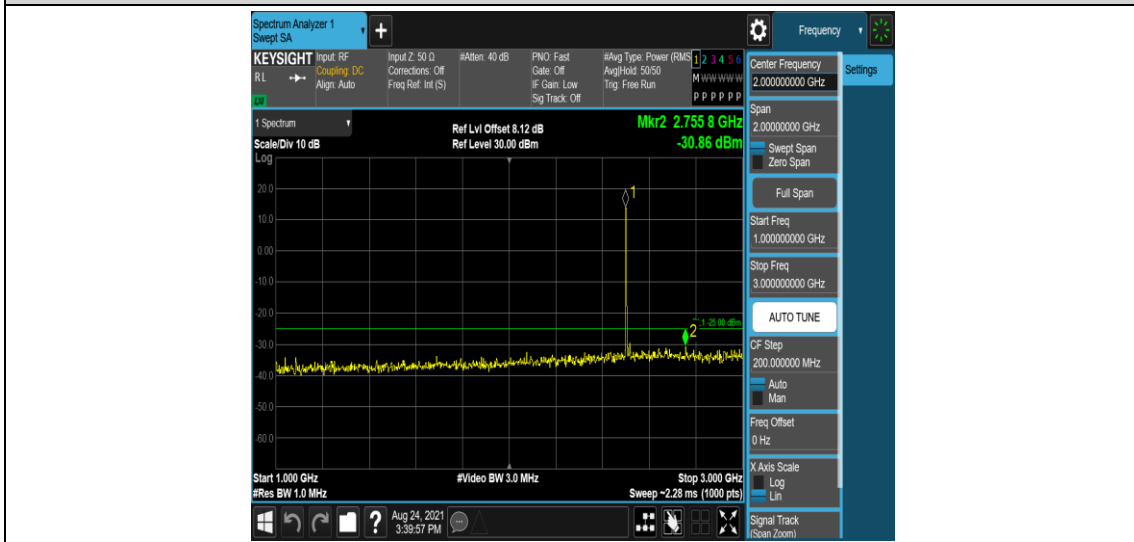 Spectrum Analyzer 1
Swept SA
Frequency
KEYSIGHT
RL
LXI
Input: RF
Coupling: DC
Align: Auto
Input Z: 50 Ω
Corrections: Off
Freq Ref: Int (S)
#Atten: 40 dB
PNO: Fast
Gate: Off
IF Gain: Low
Sig Track: Off
#Avg Type: Power (RMS
Avg|Hold: 50/50
Trig: Free Run
1 2 3 4 5 6
M W W W W W
P P P P P P
1 Spectrum
Scale/Div 10 dB
Log
Ref Lvl Offset 8.12 dB
Ref Level 30.00 dBm
Mkr2 2.755 8 GHz
-30.86 dBm
20.0
10.0
0.00
-10.0
-20.0
-30.0
-40.0
-50.0
-60.0
1
2
-25.00 dBm
Start 1.000 GHz
#Res BW 1.0 MHz
#Video BW 3.0 MHz
Stop 3.000 GHz
Sweep ~2.28 ms (1000 pts)
?
Aug 24, 2021
3:39:57 PM
Center Frequency
2.000000000 GHz
Settings
Span
2.00000000 GHz
Swept Span
Zero Span
Full Span
Start Freq
1.000000000 GHz
Stop Freq
3.000000000 GHz
AUTO TUNE
CF Step
200.000000 MHz
Auto
Man
Freq Offset
0 Hz
X Axis Scale
Log
Lin
Signal Track
(Span Zoom)